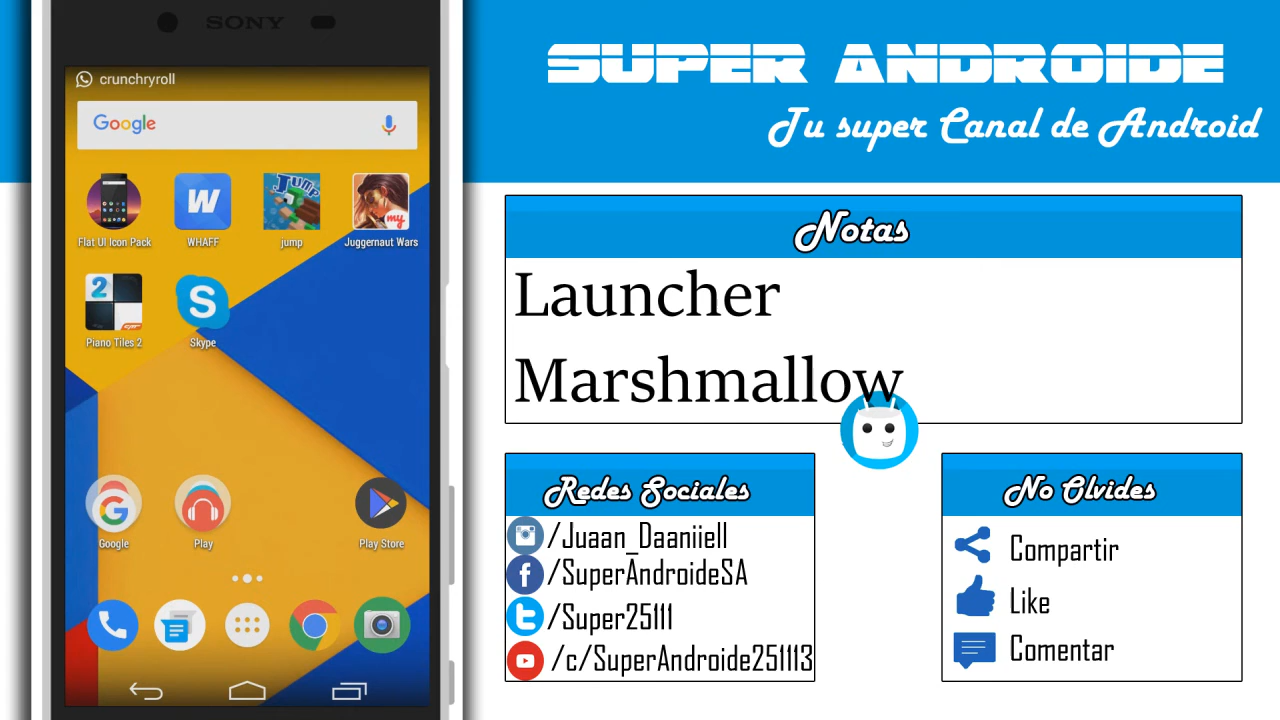 SONY
crunchryroll
Google
Flat UI Icon Pack
WHAFF
jump
Juggernaut Wars
Piano Tiles 2
Skype
Google
Play
Play Store
SUPER ANDROIDE
Tu super Canal de Android
Notas
Launcher
Marshmallow
Redes Sociales
/Juaan_Daaniiell
/SuperAndroideSA
/Super25111
/c/SuperAndroide251113
No Olvides
Compartir
Like
Comentar